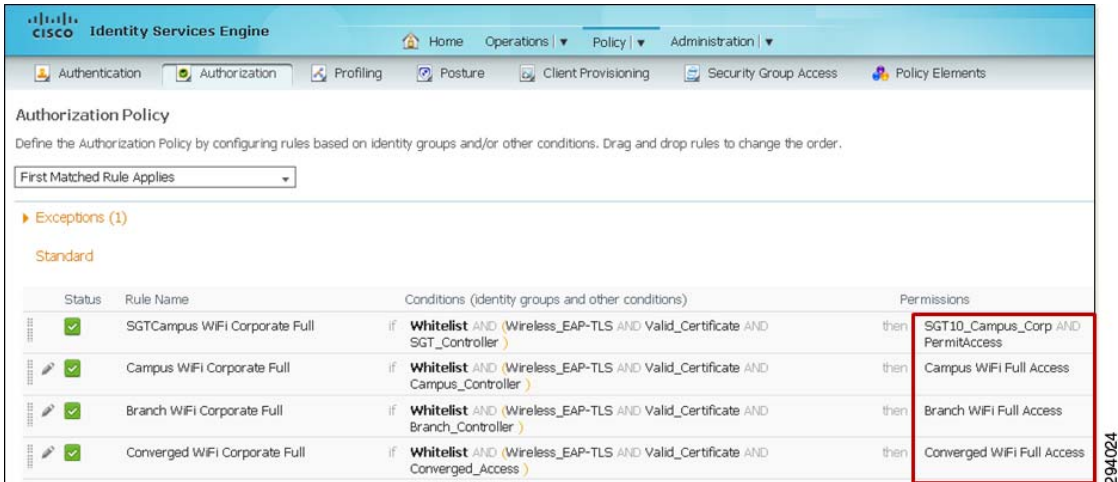 CISCO Identity Services Engine
Home Operations | ▼ Policy | ▼ Administration | ▼
Authentication Authorization Profiling Posture Client Provisioning Security Group Access Policy Elements
Authorization Policy
Define the Authorization Policy by configuring rules based on identity groups and/or other conditions. Drag and drop rules to change the order.
First Matched Rule Applies
Exceptions (1)
Standard
Status Rule Name Conditions (identity groups and other conditions) Permissions
SGTCampus WiFi Corporate Full if Whitelist AND (Wireless_EAP-TLS AND Valid_Certificate AND then SGT10_Campus_Corp AND
SGT_Controller ) PermitAccess
Campus WiFi Corporate Full if Whitelist AND (Wireless_EAP-TLS AND Valid_Certificate AND then Campus WiFi Full Access
Campus_Controller )
Branch WiFi Corporate Full if Whitelist AND (Wireless_EAP-TLS AND Valid_Certificate AND then Branch WiFi Full Access
Branch_Controller )
Converged WiFi Corporate Full if Whitelist AND (Wireless_EAP-TLS AND Valid_Certificate AND then Converged WiFi Full Access
Converged_Access )
294024